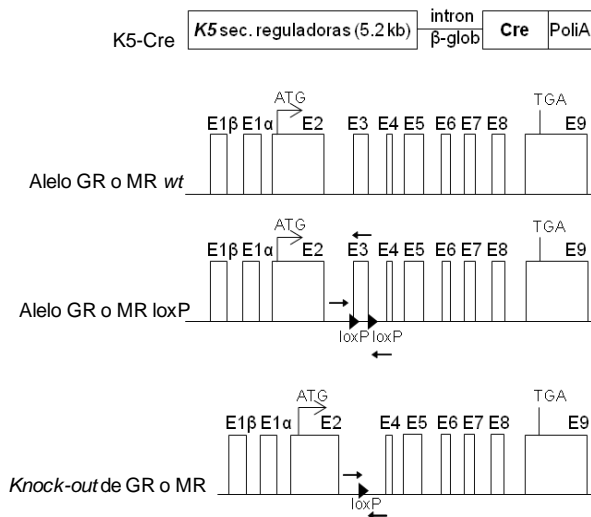 K5-Cre
K5 sec. reguladoras (5.2 kb)
intron
β-glob
Cre
PoliA
ATG
TGA
E1β E1α E2 E3 E4 E5 E6 E7 E8 E9
Alelo GR o MR wt
ATG
TGA
E1β E1α E2 E3 E4 E5 E6 E7 E8 E9
Alelo GR o MR loxP
loxP loxP
ATG
TGA
E1β E1α E2 E4 E5 E6 E7 E8 E9
Knock-out de GR o MR
loxP